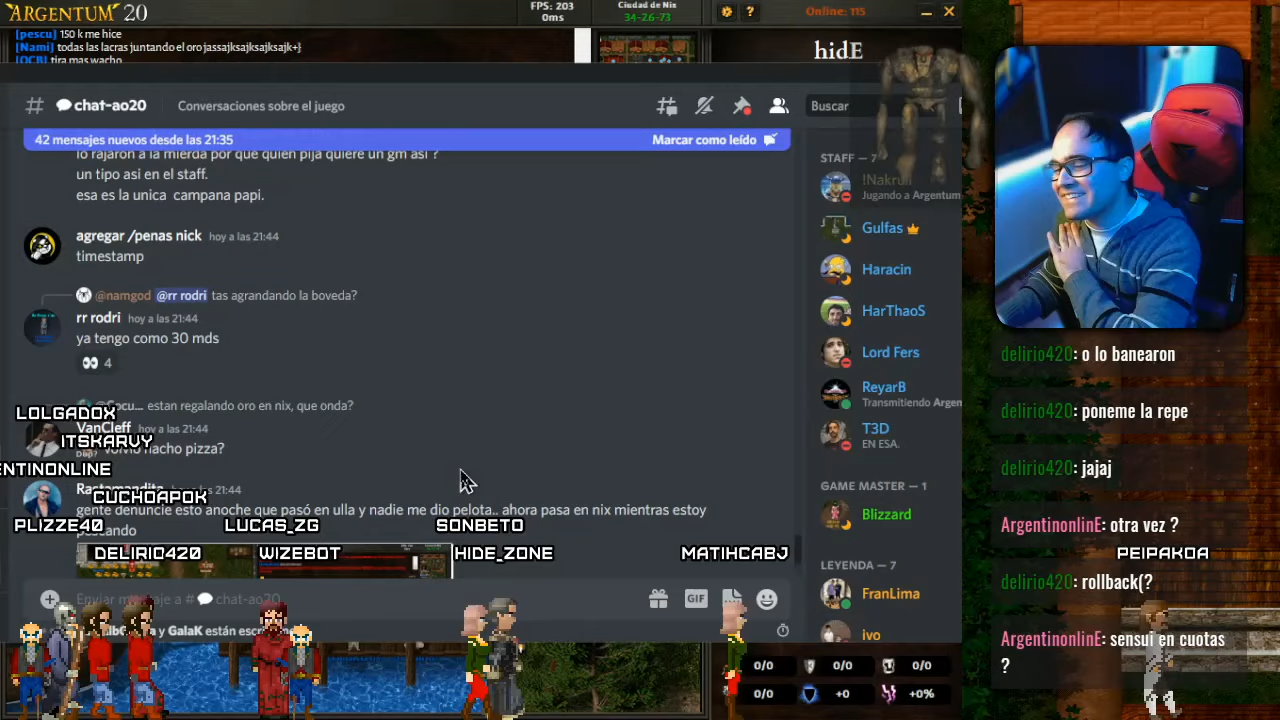 ARGENTUM 20
FPS: 203
0ms
Ciudad de Nix
34-26-73
?
Online: 115
[pescu] 150 k me hice
[Nami] todas las lacras juntando el oro jassajksajksajksajk+}
[OCB] tira mas wacho
hidE
# chat-ao20
Conversaciones sobre el juego
Buscar
42 mensajes nuevos desde las 21:35
Marcar como leído
lo rajaron a la mierda por que quien pija quiere un gm asi ?
un tipo asi en el staff.
esa es la unica campana papi.
agregar /penas nick hoy a las 21:44
timestamp
@namgod @rr rodri tas agrandando la boveda?
rr rodri hoy a las 21:44
ya tengo como 30 mds
4
estan regalando oro en nix, que onda?
VanCleff hoy a las 21:44
volvio nacho pizza?
Rastamandita hoy a las 21:44
gente denuncie esto anoche que pasó en ulla y nadie me dio pelota.. ahora pasa en nix mientras estoy
pescando
Enviar mensaje a # chat-ao20
GIF
y GalaK están
STAFF — 7
!Nakrul
Jugando a Argentum
Gulfas
Haracin
HarThaoS
Lord Fers
ReyarB
Transmitiendo Argen
T3D
EN ESA.
GAME MASTER — 1
Blizzard
LEYENDA — 7
FranLima
ivo
LOLGADOX
ITSKARVY
ENTINONLINE
CUCHOAPOK
PLIZZE40
LUCAS_ZG
SONBETO
DELIRIO420
WIZEBOT
HIDE_ZONE
MATIHCABJ
PEIPAKOA
0/0
0/0
0/0
0/0
+0
+0%
delirio420: o lo banearon
delirio420: poneme la repe
delirio420: jajaj
ArgentinonlinE: otra vez ?
delirio420: rollback(?
ArgentinonlinE: sensui en cuotas
?